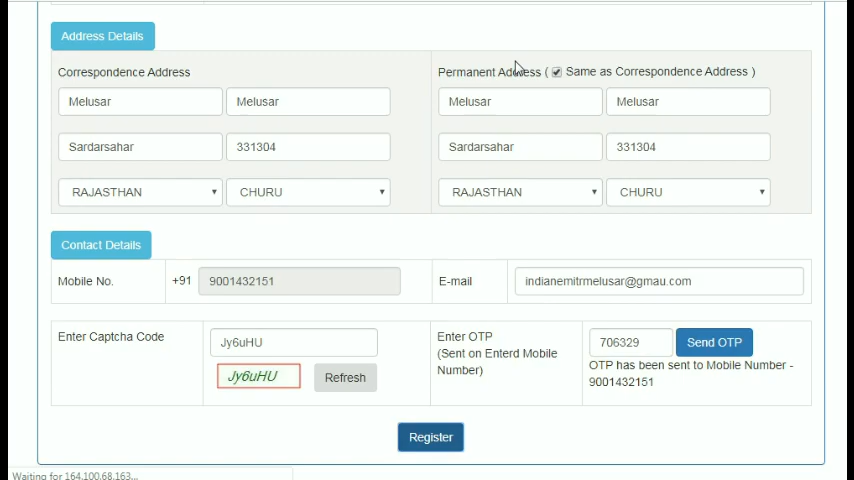 Address Details
Correspondence Address
Permanent Address ( Same as Correspondence Address )
Melusar Melusar Melusar Melusar
Sardarsahar 331304 Sardarsahar 331304
RAJASTHAN CHURU RAJASTHAN CHURU
Contact Details
Mobile No. +91 9001432151 E-mail indianemitrmelusar@gmau.com
Enter Captcha Code Jy6uHU
Jy6uHU Refresh
Enter OTP
(Sent on Enterd Mobile
Number)
706329 Send OTP
OTP has been sent to Mobile Number -
9001432151
Register
Waiting for 164.100.68.163...